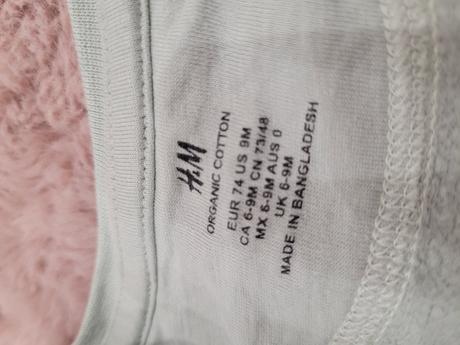 H&M
ORGANIC COTTON
EUR 74 US 9M
CA 6-9M CN 73/48
MX 6-9M AUS 0
UK 6-9M
MADE IN BANGLADESH